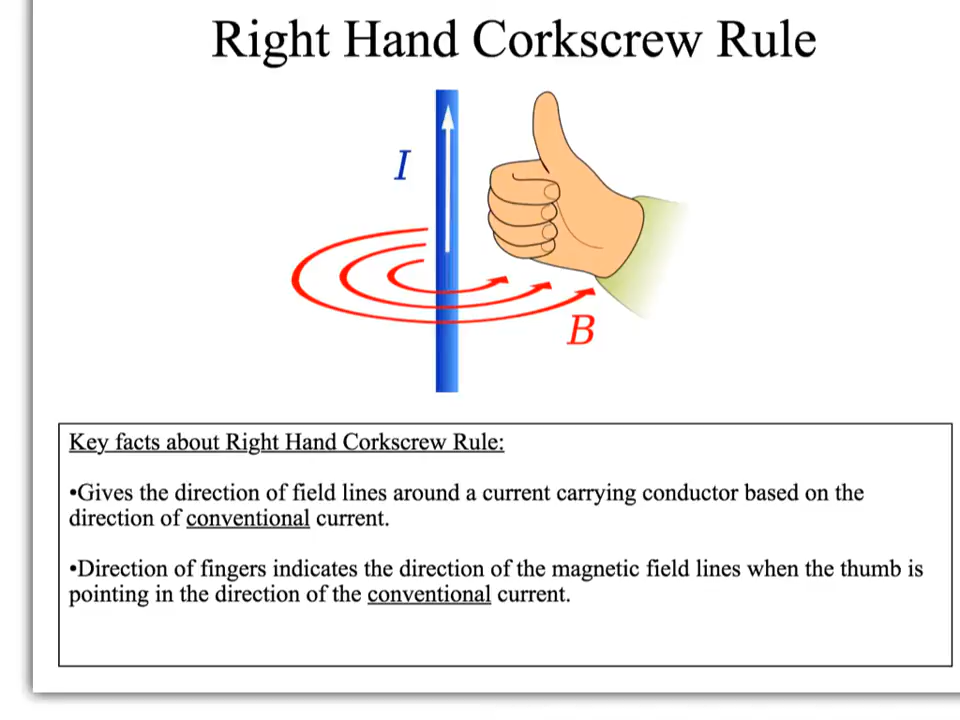 Right Hand Corkscrew Rule
I
B
Key facts about Right Hand Corkscrew Rule:
•Gives the direction of field lines around a current carrying conductor based on the
direction of conventional current.
•Direction of fingers indicates the direction of the magnetic field lines when the thumb is
pointing in the direction of the conventional current.